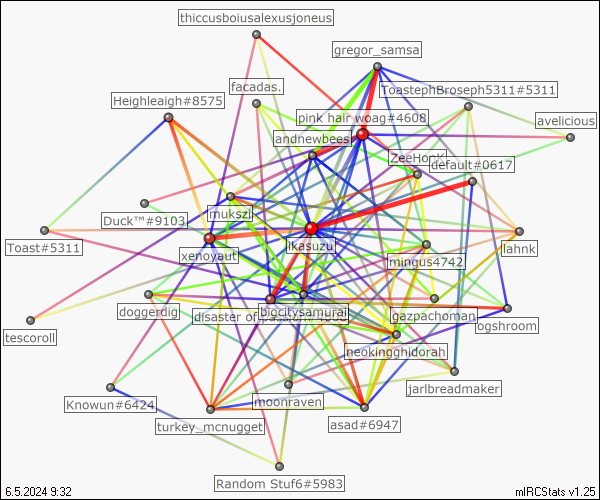 thiccusboiusalexusjoneus
gregor_samsa
facadas.
ToastephBroseph5311#5311
Heighleaigh#8575
pink hair woag#4608
avelicious
andnewbees
ZeeHonk
default#0617
mukszil
Duck™#9103
Toast#5311
likasuzu
lahnk
xenoyaut
mingus4742
doggerdig
disaster of
bigcitysamurai
gazpachoman
ogshroom
tescoroll
neokingghidorah
Knowun#6424
moonraven
jarlbreadmaker
turkey_mcnugget
asad#6947
Random Stuf6#5983
6.5.2024 9:32
mIRCStats v1.25